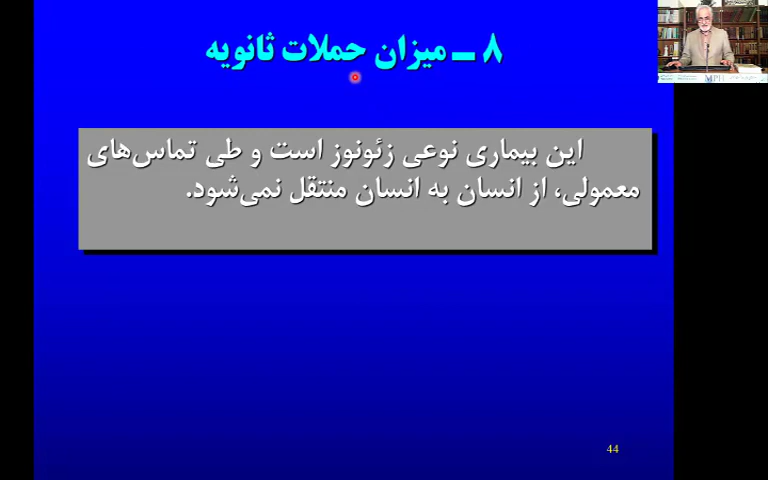 ۸ ـ میزان حملات ثانویه
این بیماری نوعی زئونوز است و طی تماس‌های
معمولی، از انسان به انسان منتقل نمی‌شود.
44